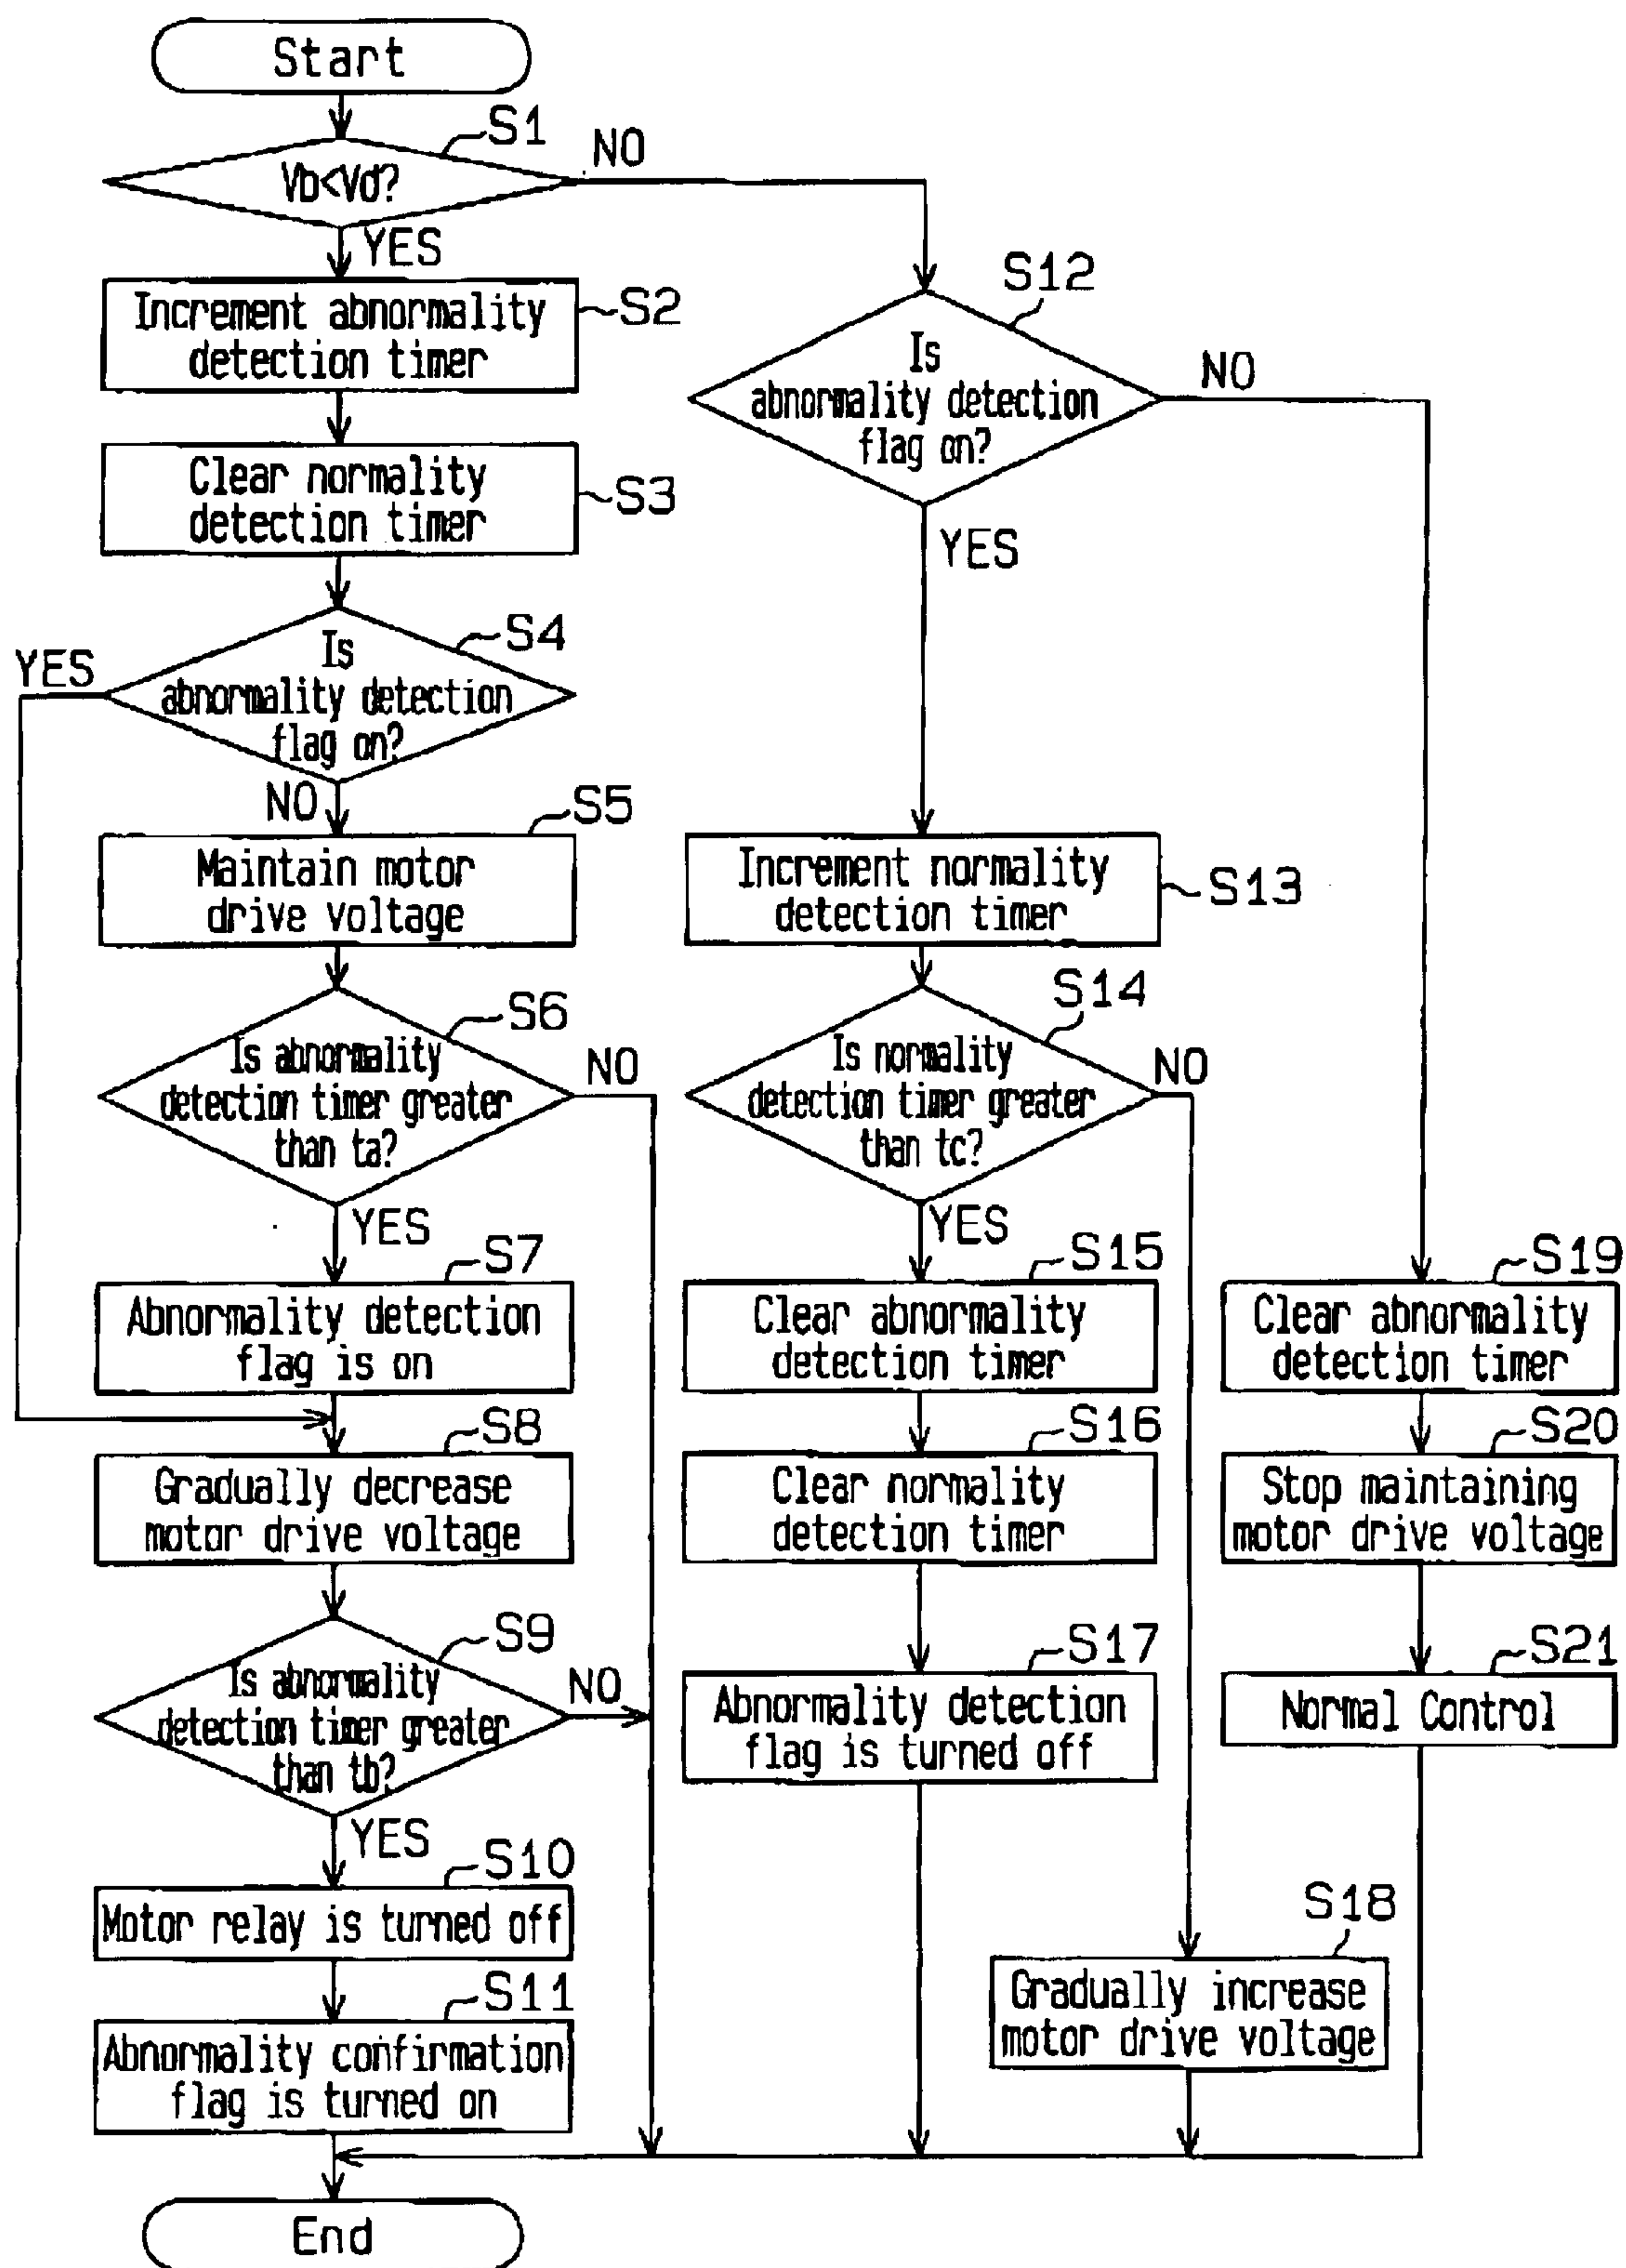 Start
S1
Vb<Vd?
NO
YES
Increment abnormality
detection timer
S2
Clear normality
detection timer
S3
Is
abnormality detection
flag on?
S4
YES
NO
Maintain motor
drive voltage
S5
Is abnormality
detection timer greater
than ta?
S6
NO
YES
Abnormality detection
flag is on
S7
Gradually decrease
motor drive voltage
S8
Is abnormality
detection timer greater
than tb?
S9
NO
YES
Motor relay is turned off
S10
Abnormality confirmation
flag is turned on
S11
End
S12
Is
abnormality detection
flag on?
NO
YES
Increment normality
detection timer
S13
Is normality
detection timer greater
than tc?
S14
NO
YES
Clear abnormality
detection timer
S15
Clear normality
detection timer
S16
Abnormality detection
flag is turned off
S17
Gradually increase
motor drive voltage
S18
Clear abnormality
detection timer
S19
Stop maintaining
motor drive voltage
S20
Normal Control
S21